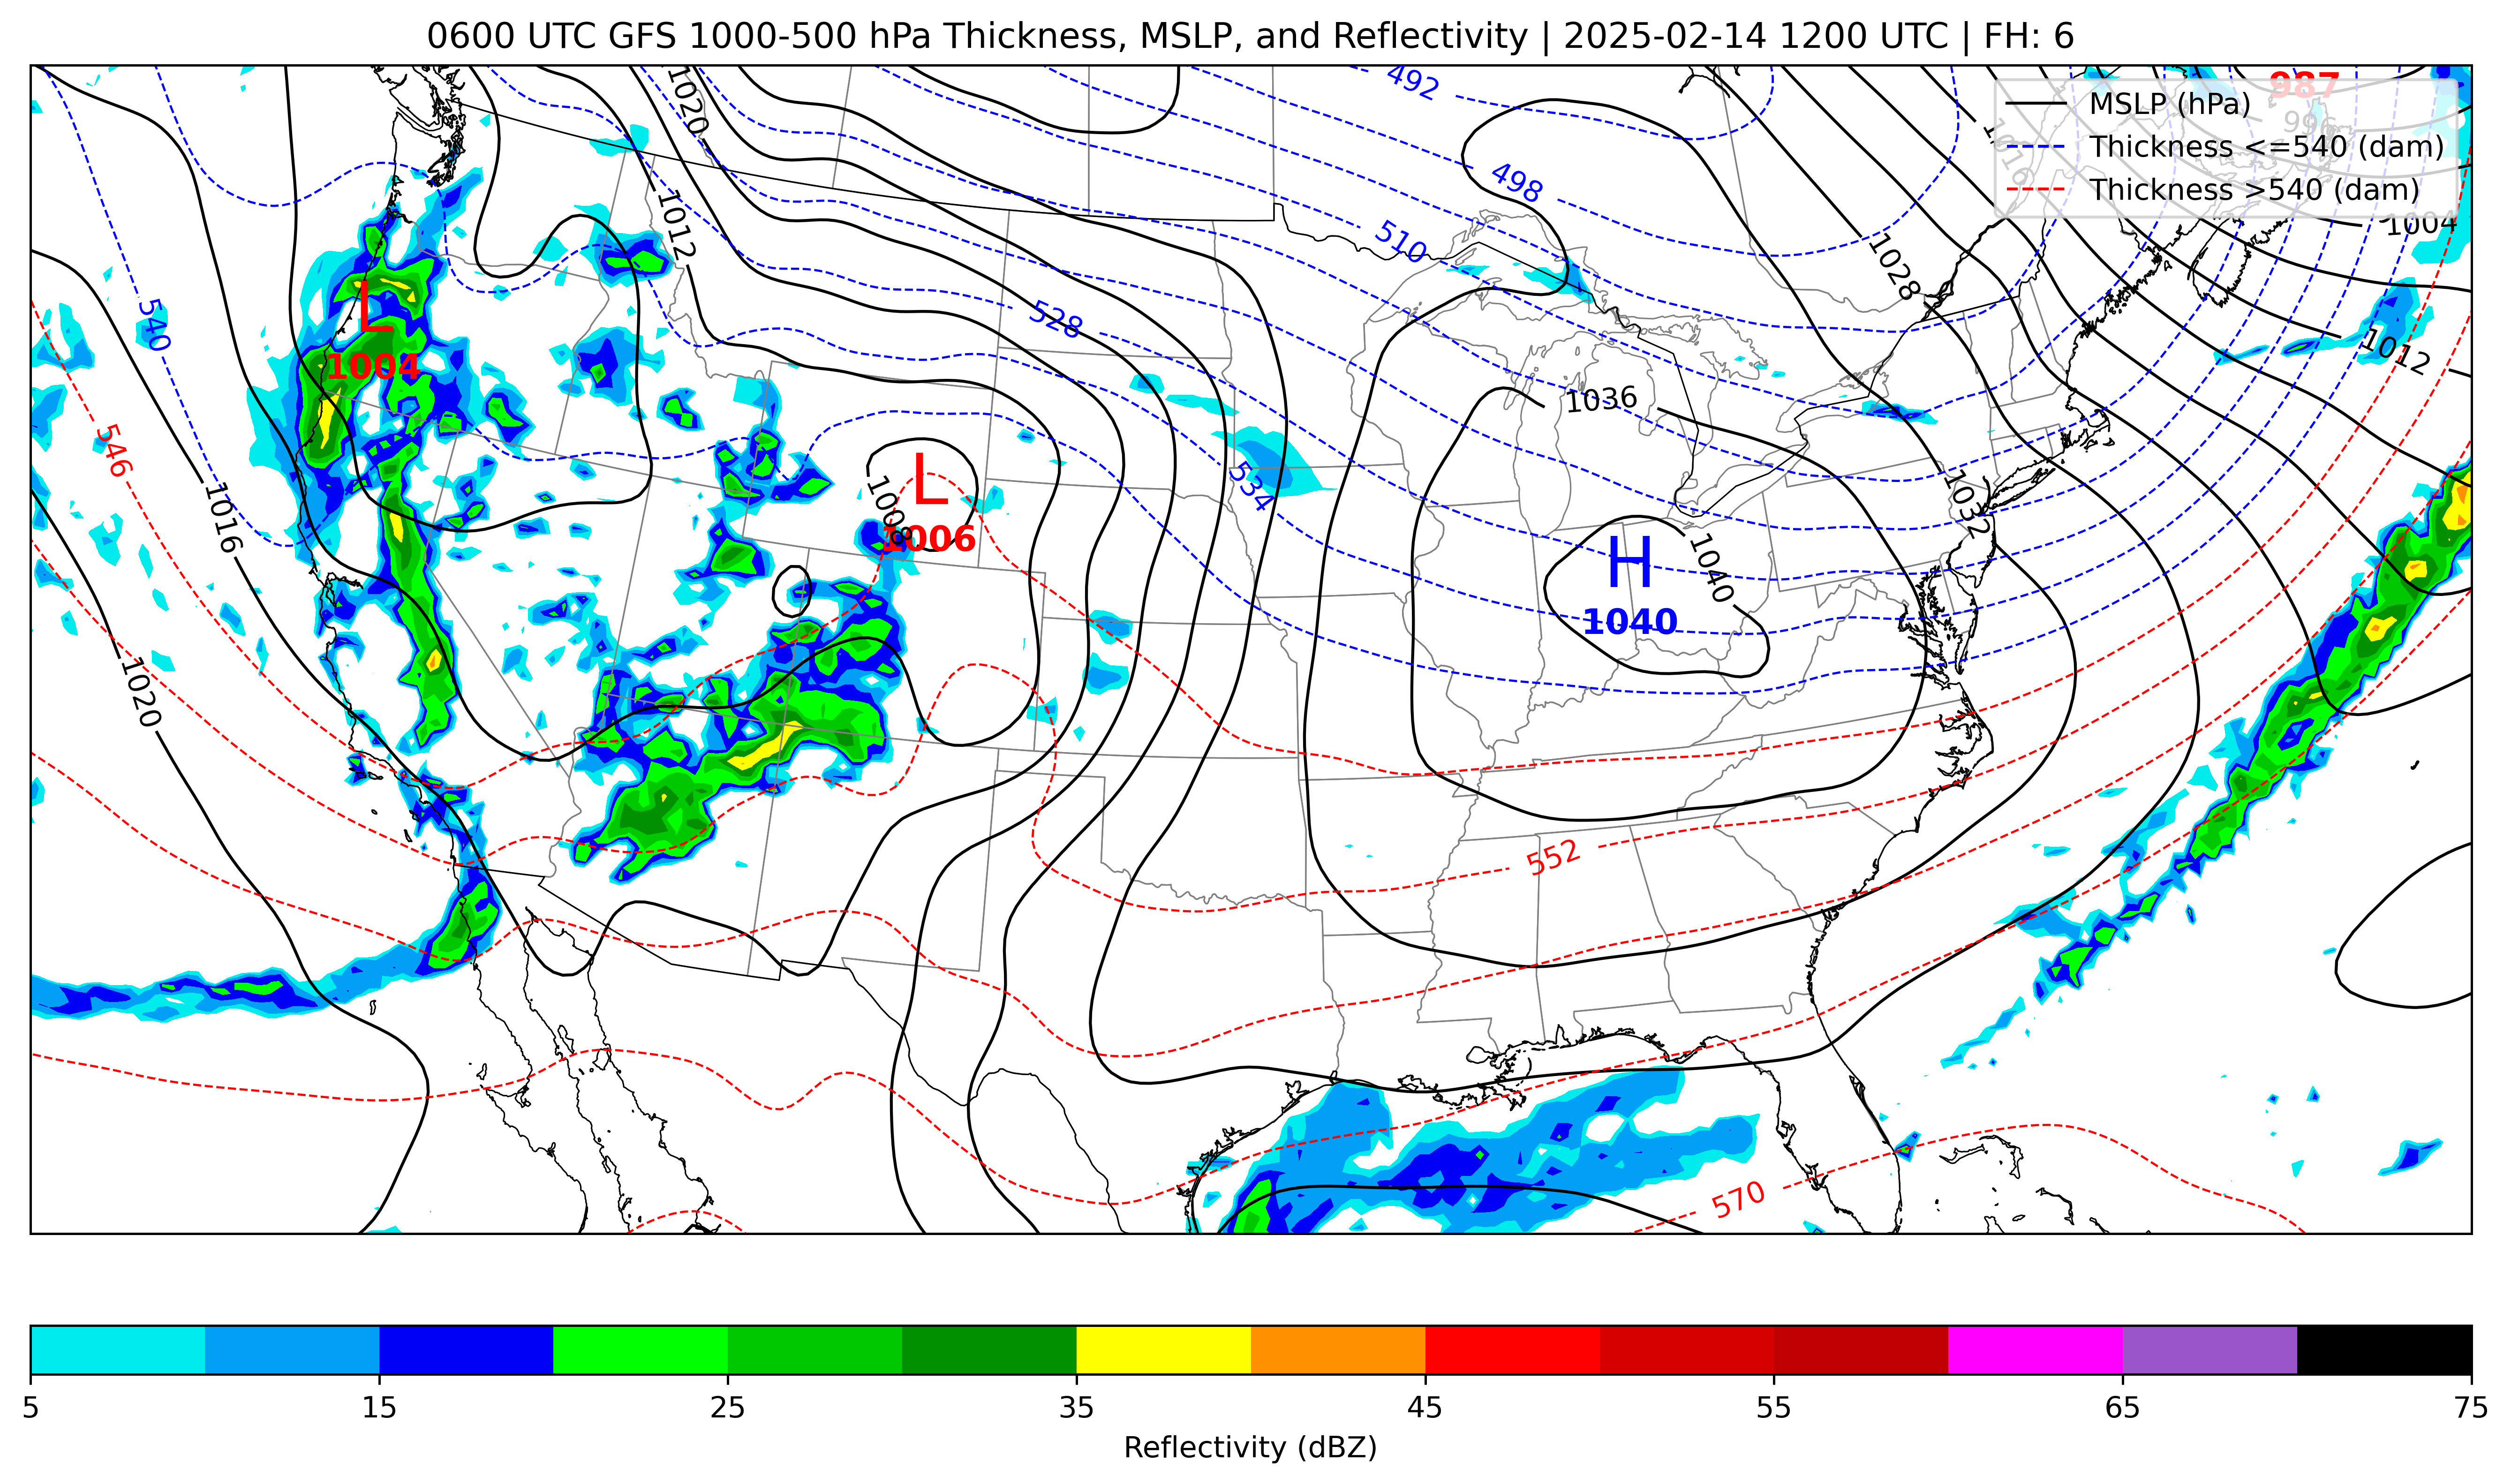 0600 UTC GFS 1000-500 hPa Thickness, MSLP, and Reflectivity | 2025-02-14 1200 UTC | FH: 6
987
MSLP (hPa)
Thickness <=540 (dam)
Thickness >540 (dam)
996
1016
1004
1020
492
498
1012
510
1028
540
528
1012
L
1004
1036
546
534
1032
1016
L
1008
1006
H
1040
1040
1020
552
570
5 15 25 35 45 55 65 75
Reflectivity (dBZ)